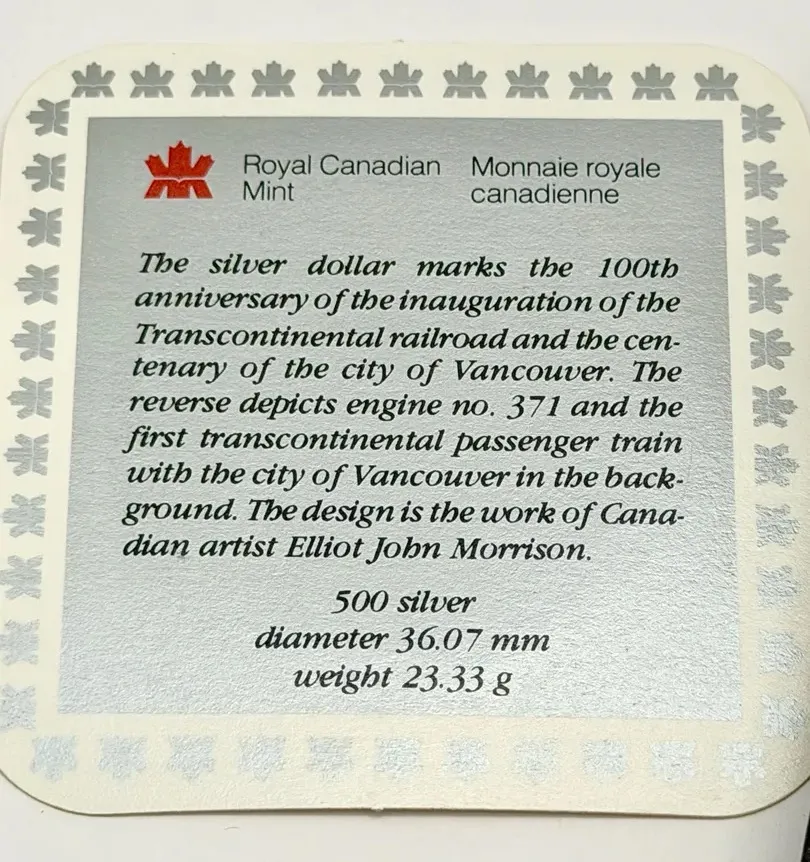 Royal Canadian Mint
Monnaie royale canadienne
The silver dollar marks the 100th
anniversary of the inauguration of the
Transcontinental railroad and the cen-
tenary of the city of Vancouver. The
reverse depicts engine no. 371 and the
first transcontinental passenger train
with the city of Vancouver in the back-
ground. The design is the work of Cana-
dian artist Elliot John Morrison.
500 silver
diameter 36.07 mm
weight 23.33 g